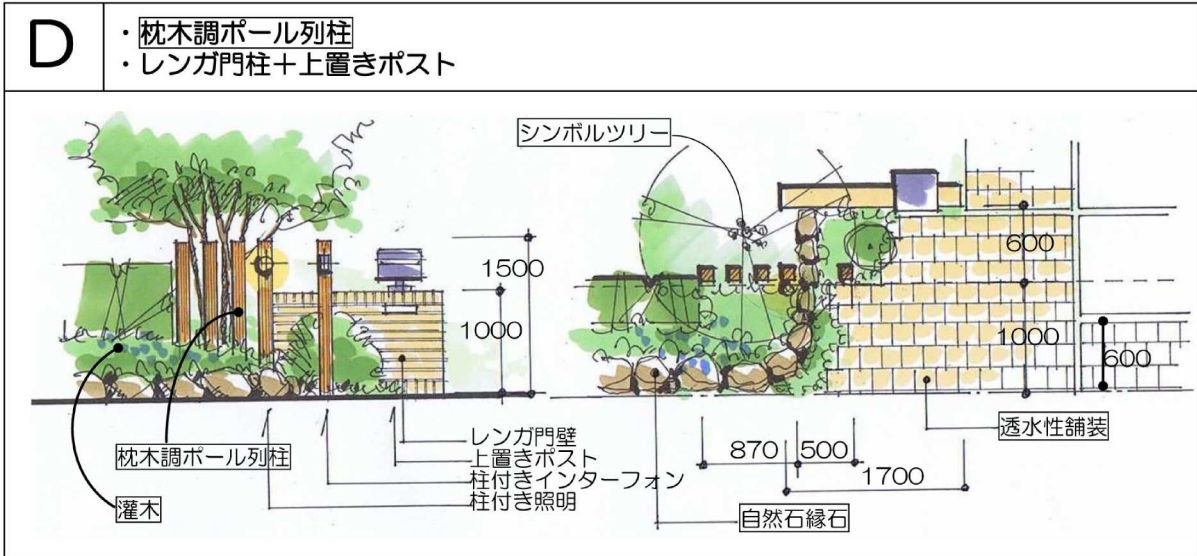 D
・枕木調ポール列柱
・レンガ門柱＋上置きポスト
シンボルツリー
1500
1000
600
1000
600
レンガ門壁
上置きポスト
柱付きインターフォン
柱付き照明
枕木調ポール列柱
灌木
870
500
1700
透水性舗装
自然石縁石